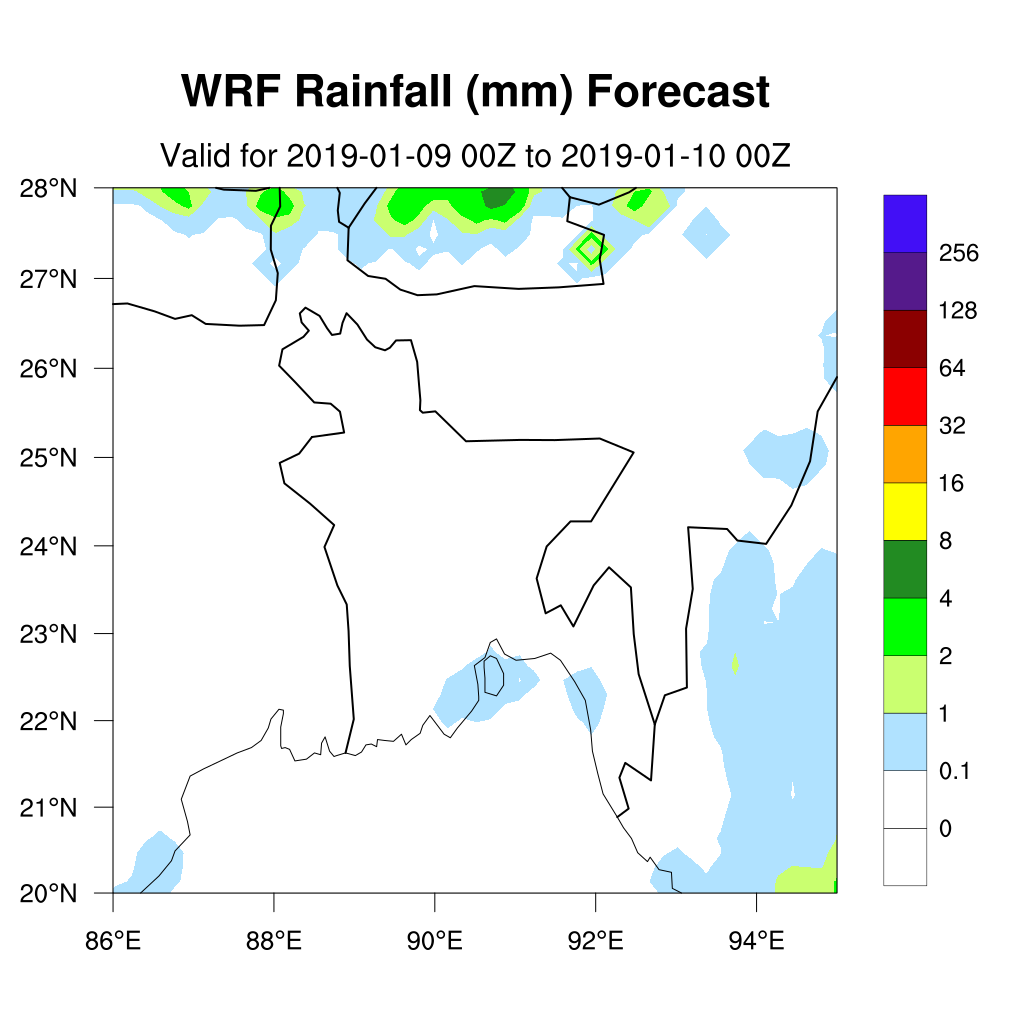 WRF Rainfall (mm) Forecast
Valid for 2019-01-09 00Z to 2019-01-10 00Z
28°N
27°N
26°N
25°N
24°N
23°N
22°N
21°N
20°N
86°E 88°E 90°E 92°E 94°E
256
128
64
32
16
8
4
2
1
0.1
0